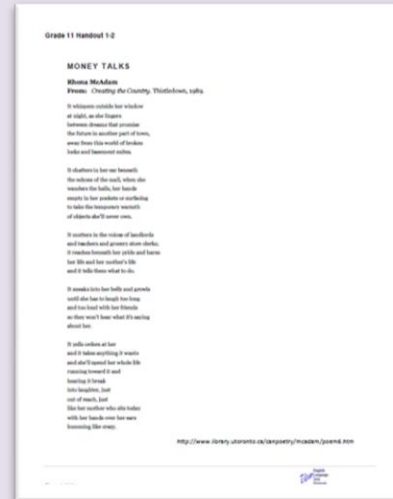 Grade 11 Handout 1-2
MONEY TALKS
Rhona McAdam
From: Creating the Country. Thistledown, 1989.
It whispers outside her window
at night, as she lingers
between dreams that promise
the future in another part of town,
away from this world of broken
locks and basement suites.
It chatters in her ear beneath
the echoes of the mall, when she
wanders the halls, her hands
empty in her pockets or surfacing
to take the temporary warmth
of objects she'll never own.
It mutters in the voices of landlords
and teachers and grocery store clerks.
It reaches beneath her pride and burns
her life and her mother's life
and it tells them what to do.
It sneaks into her belly and growls
until she has to laugh too long
and too loud with her friends
so they won't hear what it's saying
about her.
It yells orders at her
and it takes anything it wants
and she'll spend her whole life
running toward it and
hearing it break
into laughter, just
out of reach, just
like her mother who sits today
with her hands over her ears
humming like crazy.
http://www.library.utoronto.ca/canpoetry/mcadam/poem8.htm
English
Language